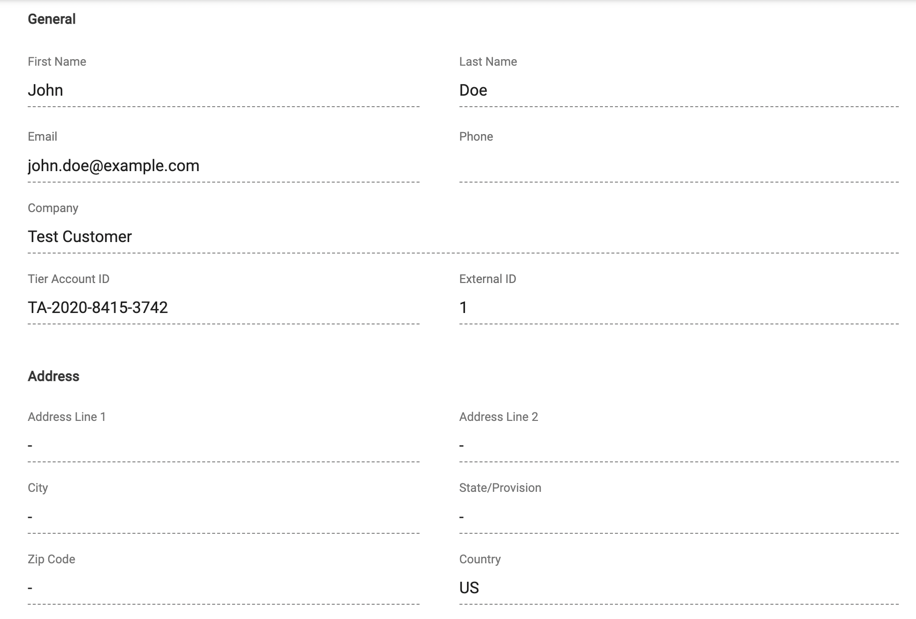 General
First Name Last Name
John Doe
Email Phone
john.doe@example.com
Company
Test Customer
Tier Account ID External ID
TA-2020-8415-3742 1
Address
Address Line 1 Address Line 2
- -
City State/Provision
- -
Zip Code Country
- US